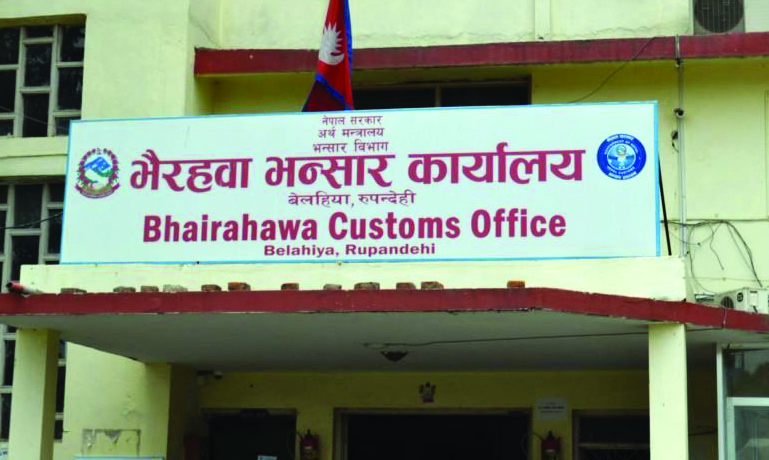 नेपाल सरकार
अर्थ मन्त्रालय
भन्सार बिभाग
भैरहवा भन्सार कार्यालय
बेलहिया, रुपन्देही
Bhairahawa Customs Office
Belahiya, Rupandehi